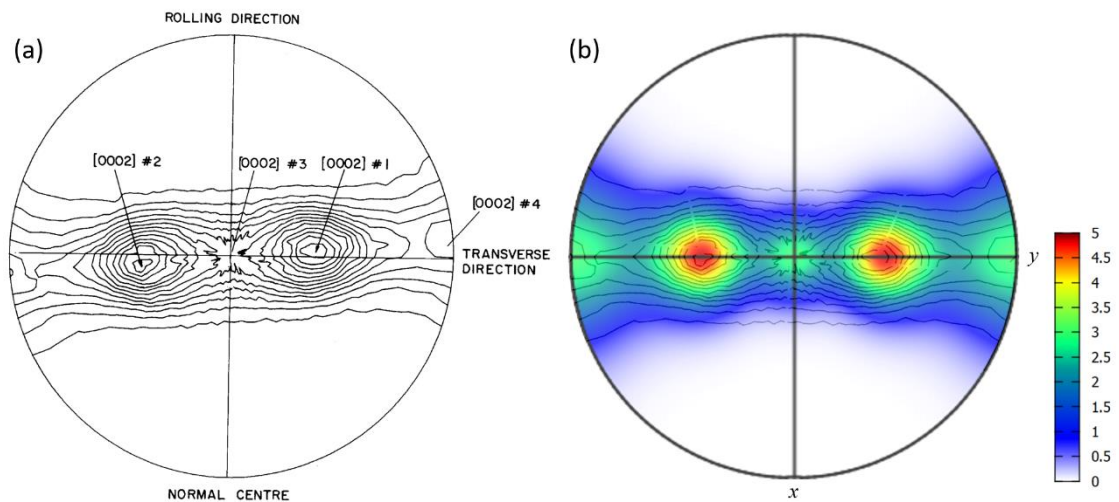 ROLLING DIRECTION
(a)
[0002] #2
[0002] #3
[0002] #1
[0002] #4
TRANSVERSE
DIRECTION
NORMAL CENTRE
(b)
y
x
5
4.5
4
3.5
3
2.5
2
1.5
1
0.5
0